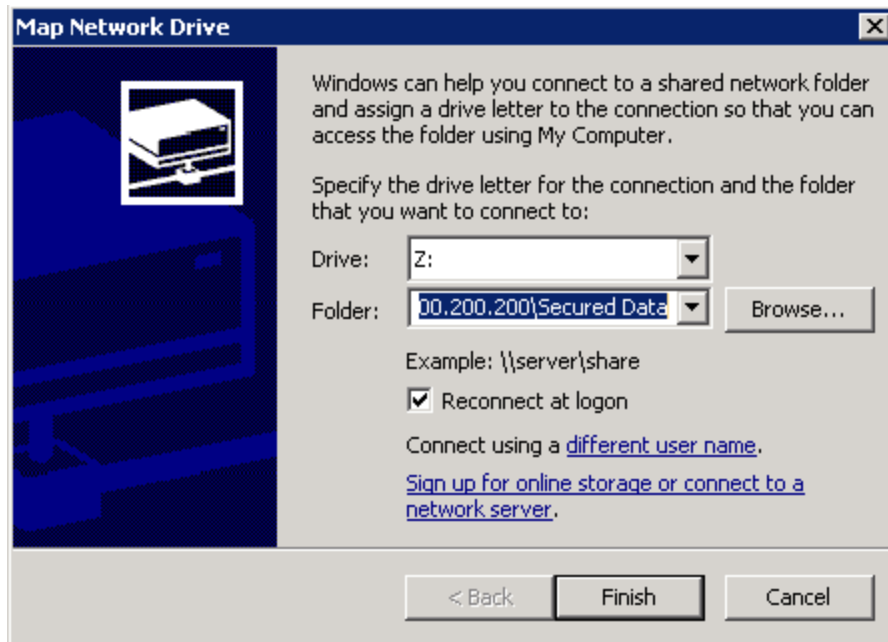 Map Network Drive
Windows can help you connect to a shared network folder
and assign a drive letter to the connection so that you can
access the folder using My Computer.
Specify the drive letter for the connection and the folder
that you want to connect to:
Drive: Z:
Folder: 00.200.200\Secured Data Browse...
Example: \\server\share
Reconnect at logon
Connect using a different user name.
Sign up for online storage or connect to a
network server.
< Back Finish Cancel